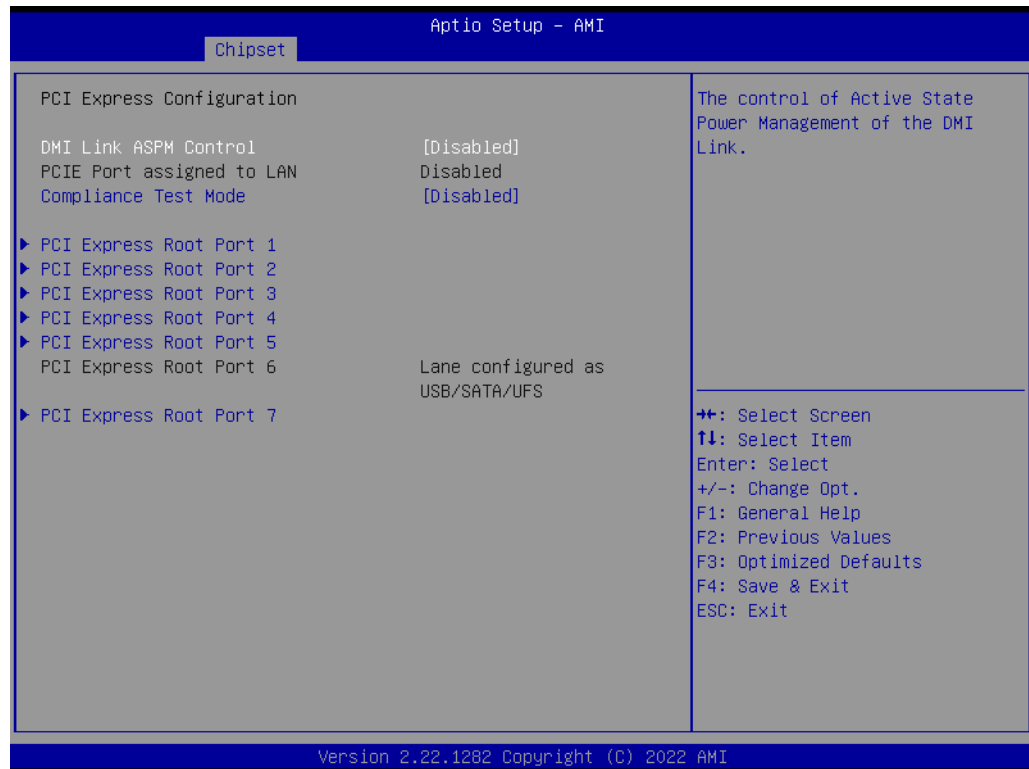 Aptio Setup – AMI
Chipset
PCI Express Configuration
DMI Link ASPM Control [Disabled]
PCIE Port assigned to LAN Disabled
Compliance Test Mode [Disabled]
▶ PCI Express Root Port 1
▶ PCI Express Root Port 2
▶ PCI Express Root Port 3
▶ PCI Express Root Port 4
▶ PCI Express Root Port 5
PCI Express Root Port 6 Lane configured as
USB/SATA/UFS
▶ PCI Express Root Port 7
The control of Active State
Power Management of the DMI
Link.
→←: Select Screen
↑↓: Select Item
Enter: Select
+/-: Change Opt.
F1: General Help
F2: Previous Values
F3: Optimized Defaults
F4: Save & Exit
ESC: Exit
Version 2.22.1282 Copyright (C) 2022 AMI